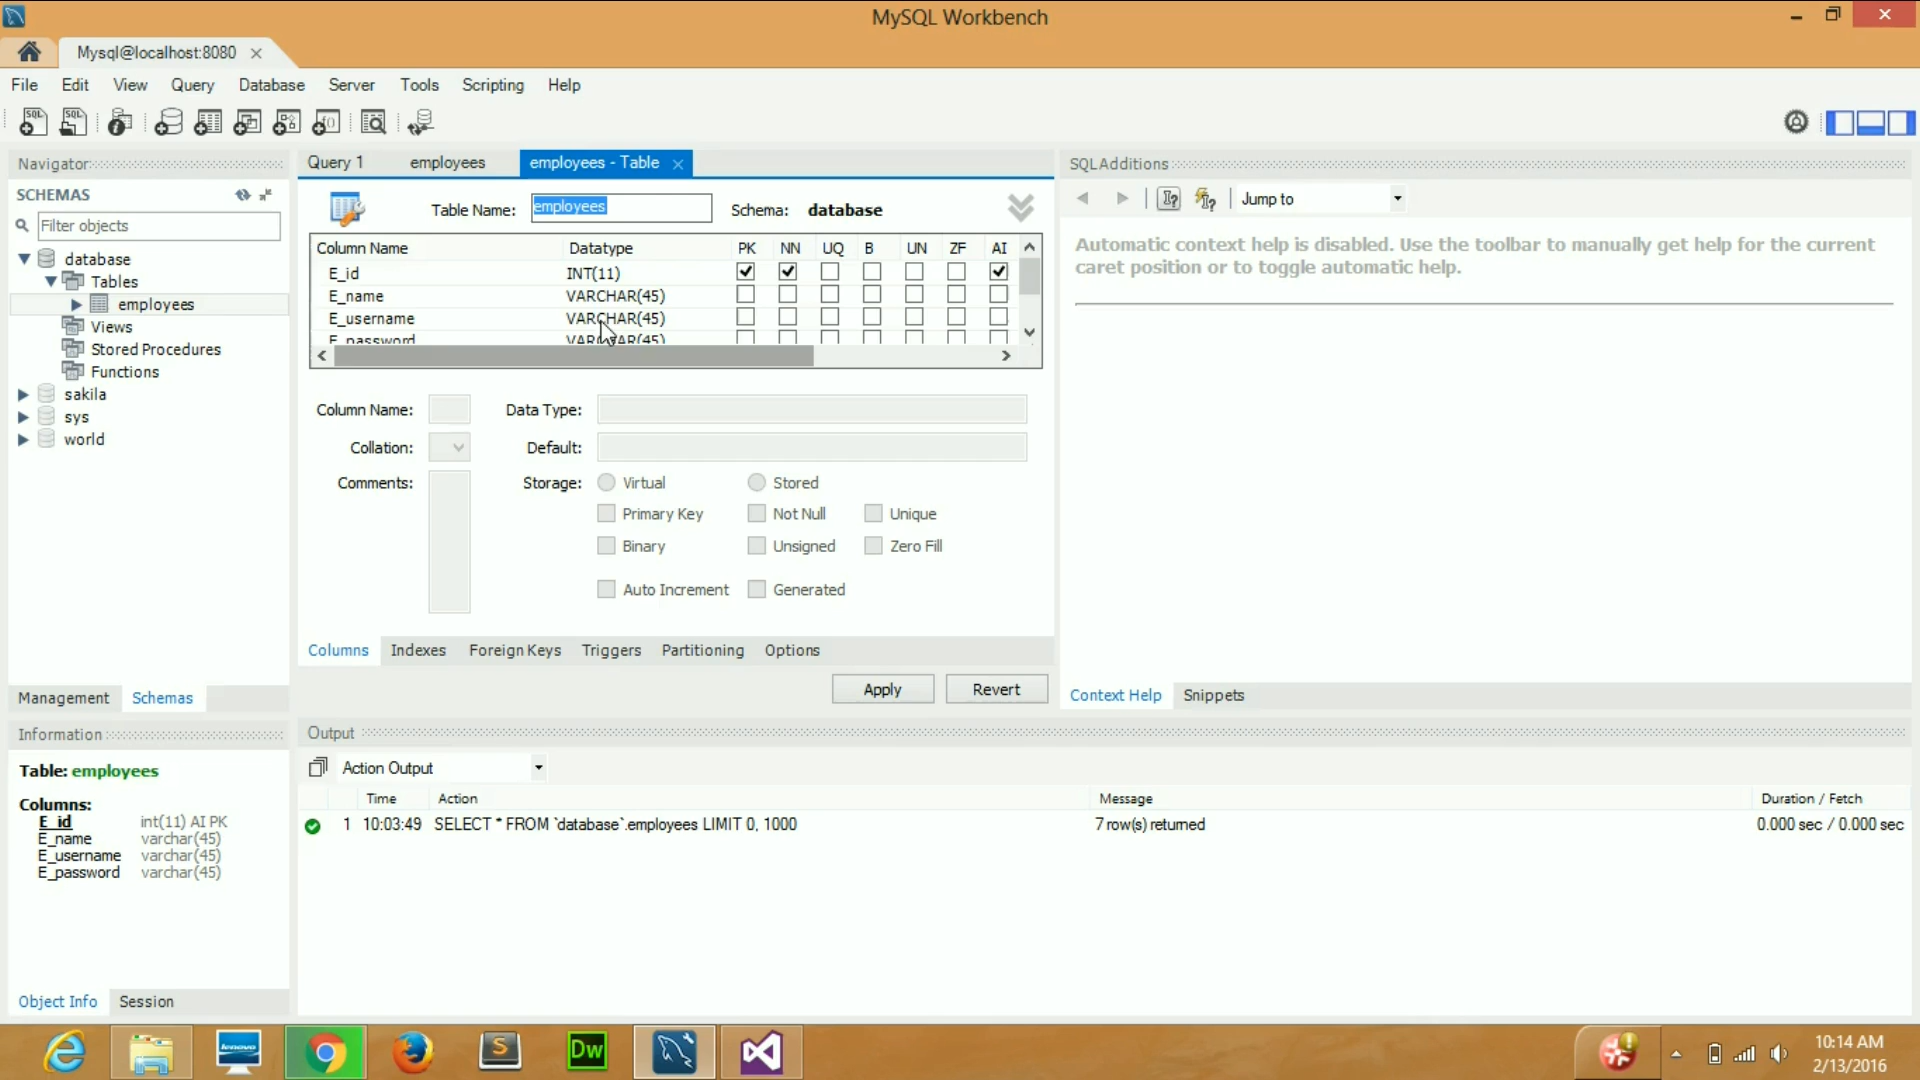 MySQL Workbench
Mysql@localhost:8080
File Edit View Query Database Server Tools Scripting Help
Navigator
SCHEMAS
Filter objects
database
Tables
employees
Views
Stored Procedures
Functions
sakila
sys
world
Management Schemas
Information
Table: employees
Columns:
E_id int(11) AI PK
E_name varchar(45)
E_username varchar(45)
E_password varchar(45)
Object Info Session
Query 1 employees employees - Table
Table Name: employees Schema: database
Column Name Datatype PK NN UQ B UN ZF AI
E_id INT(11)
E_name VARCHAR(45)
E_username VARCHAR(45)
E_password VARCHAR(45)
Column Name: Data Type:
Collation: Default:
Comments: Storage: Virtual Stored
Primary Key Not Null Unique
Binary Unsigned Zero Fill
Auto Increment Generated
Columns Indexes Foreign Keys Triggers Partitioning Options
Apply Revert
SQLAdditions
Jump to
Automatic context help is disabled. Use the toolbar to manually get help for the current
caret position or to toggle automatic help.
Context Help Snippets
Output
Action Output
Time Action Message Duration / Fetch
1 10:03:49 SELECT * FROM `database`.employees LIMIT 0, 1000 7 row(s) returned 0.000 sec / 0.000 sec
lenovo
S
Dw
10:14 AM
2/13/2016